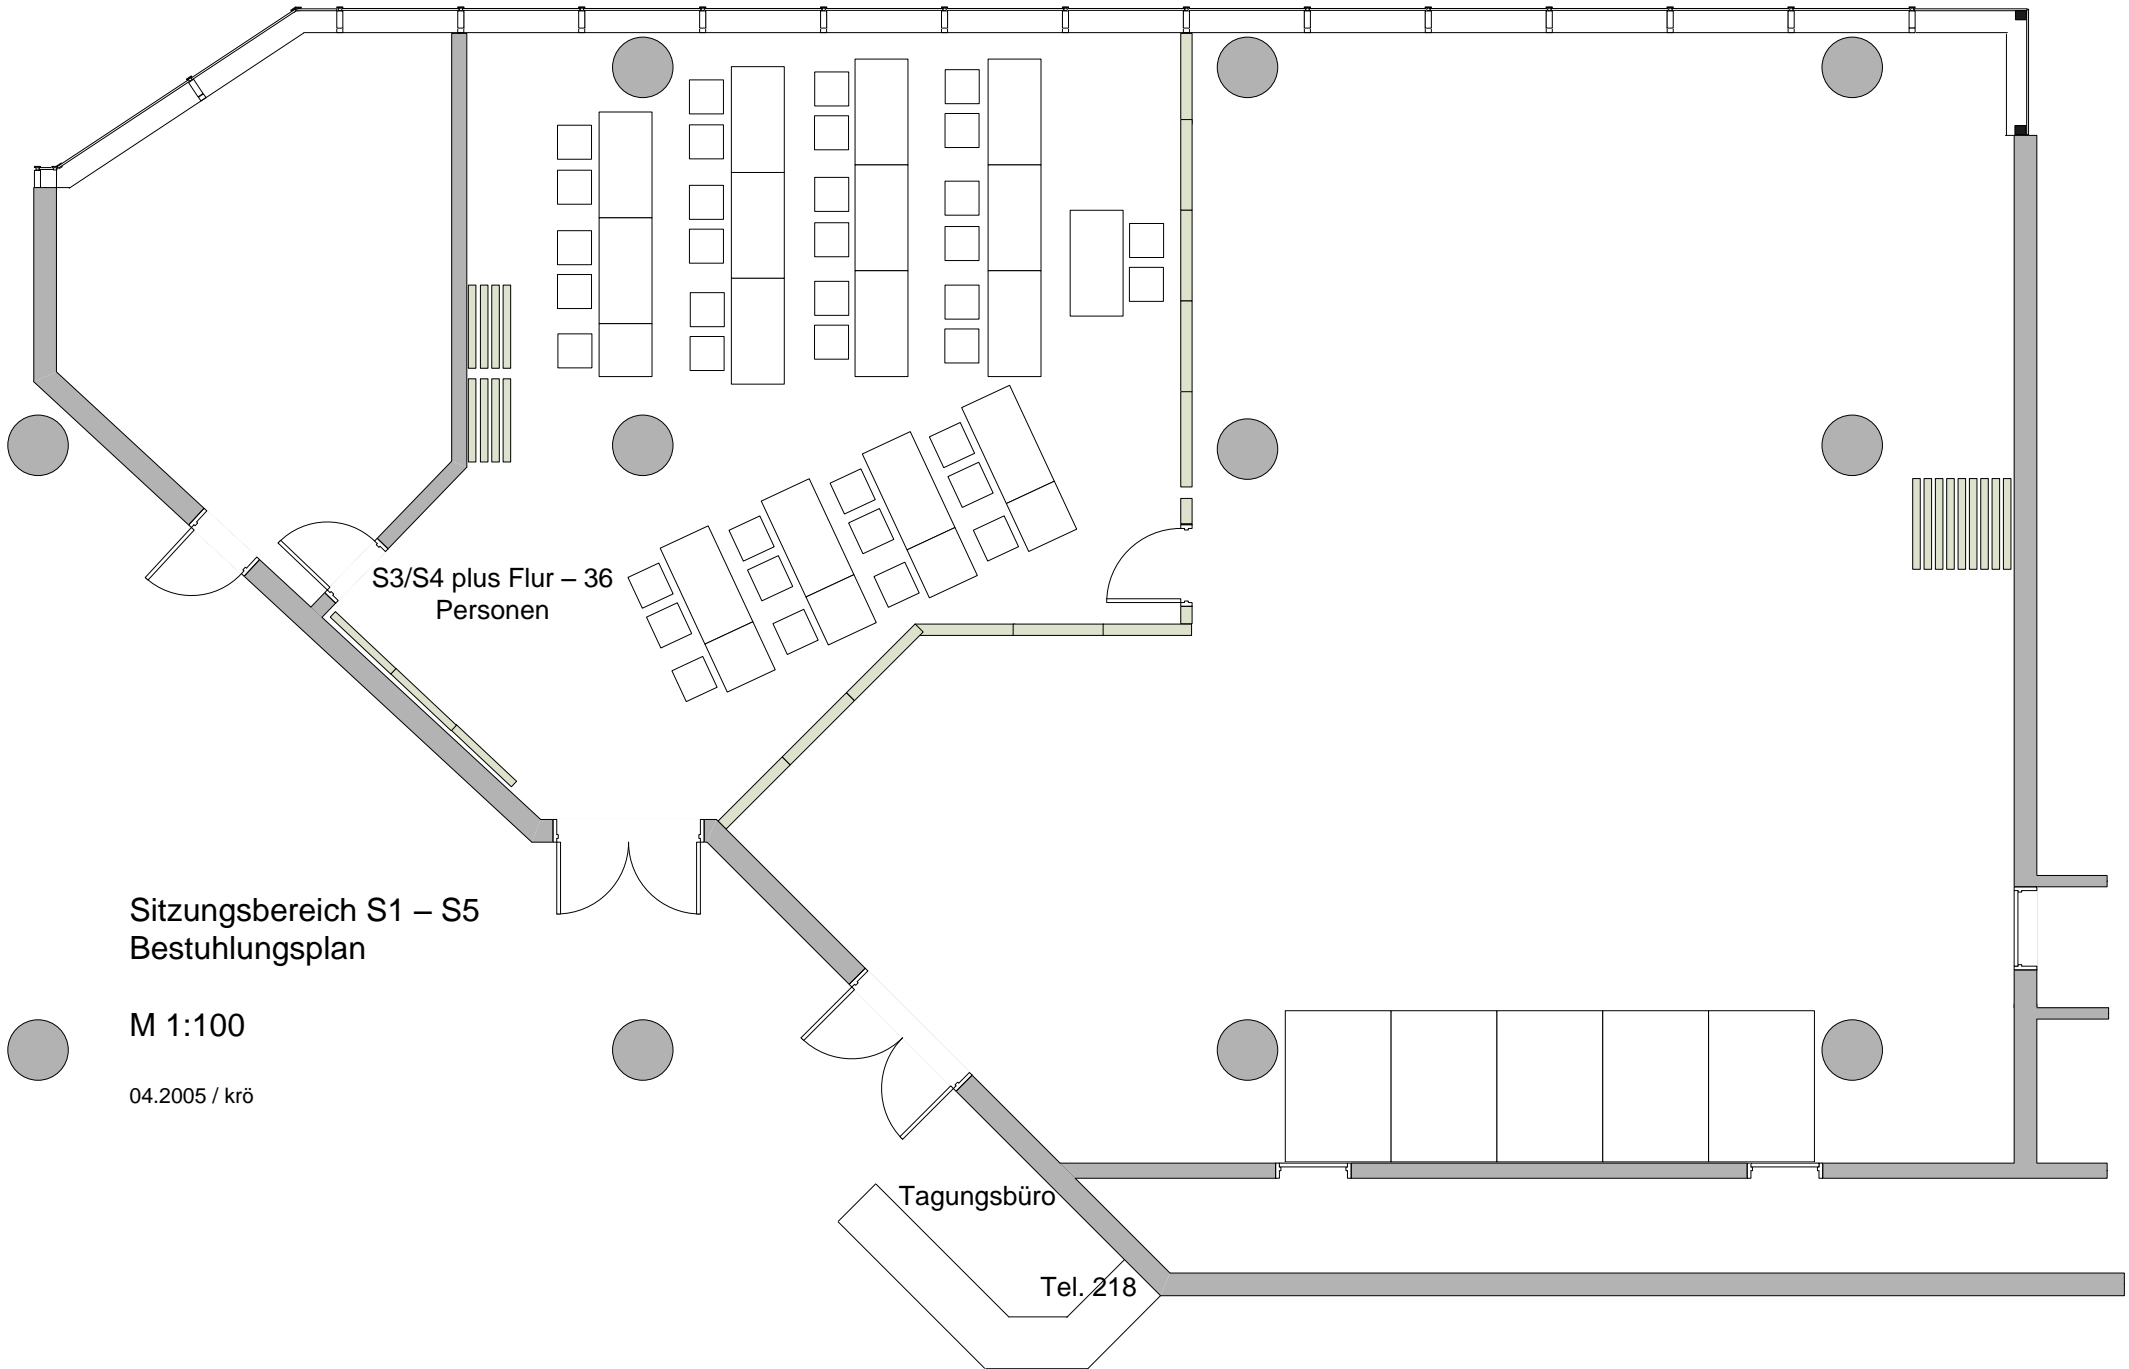 S3/S4 plus Flur – 36
Personen
Sitzungsbereich S1 – S5
Bestuhlungsplan
M 1:100
04.2005 / krö
Tagungsbüro
Tel. 218